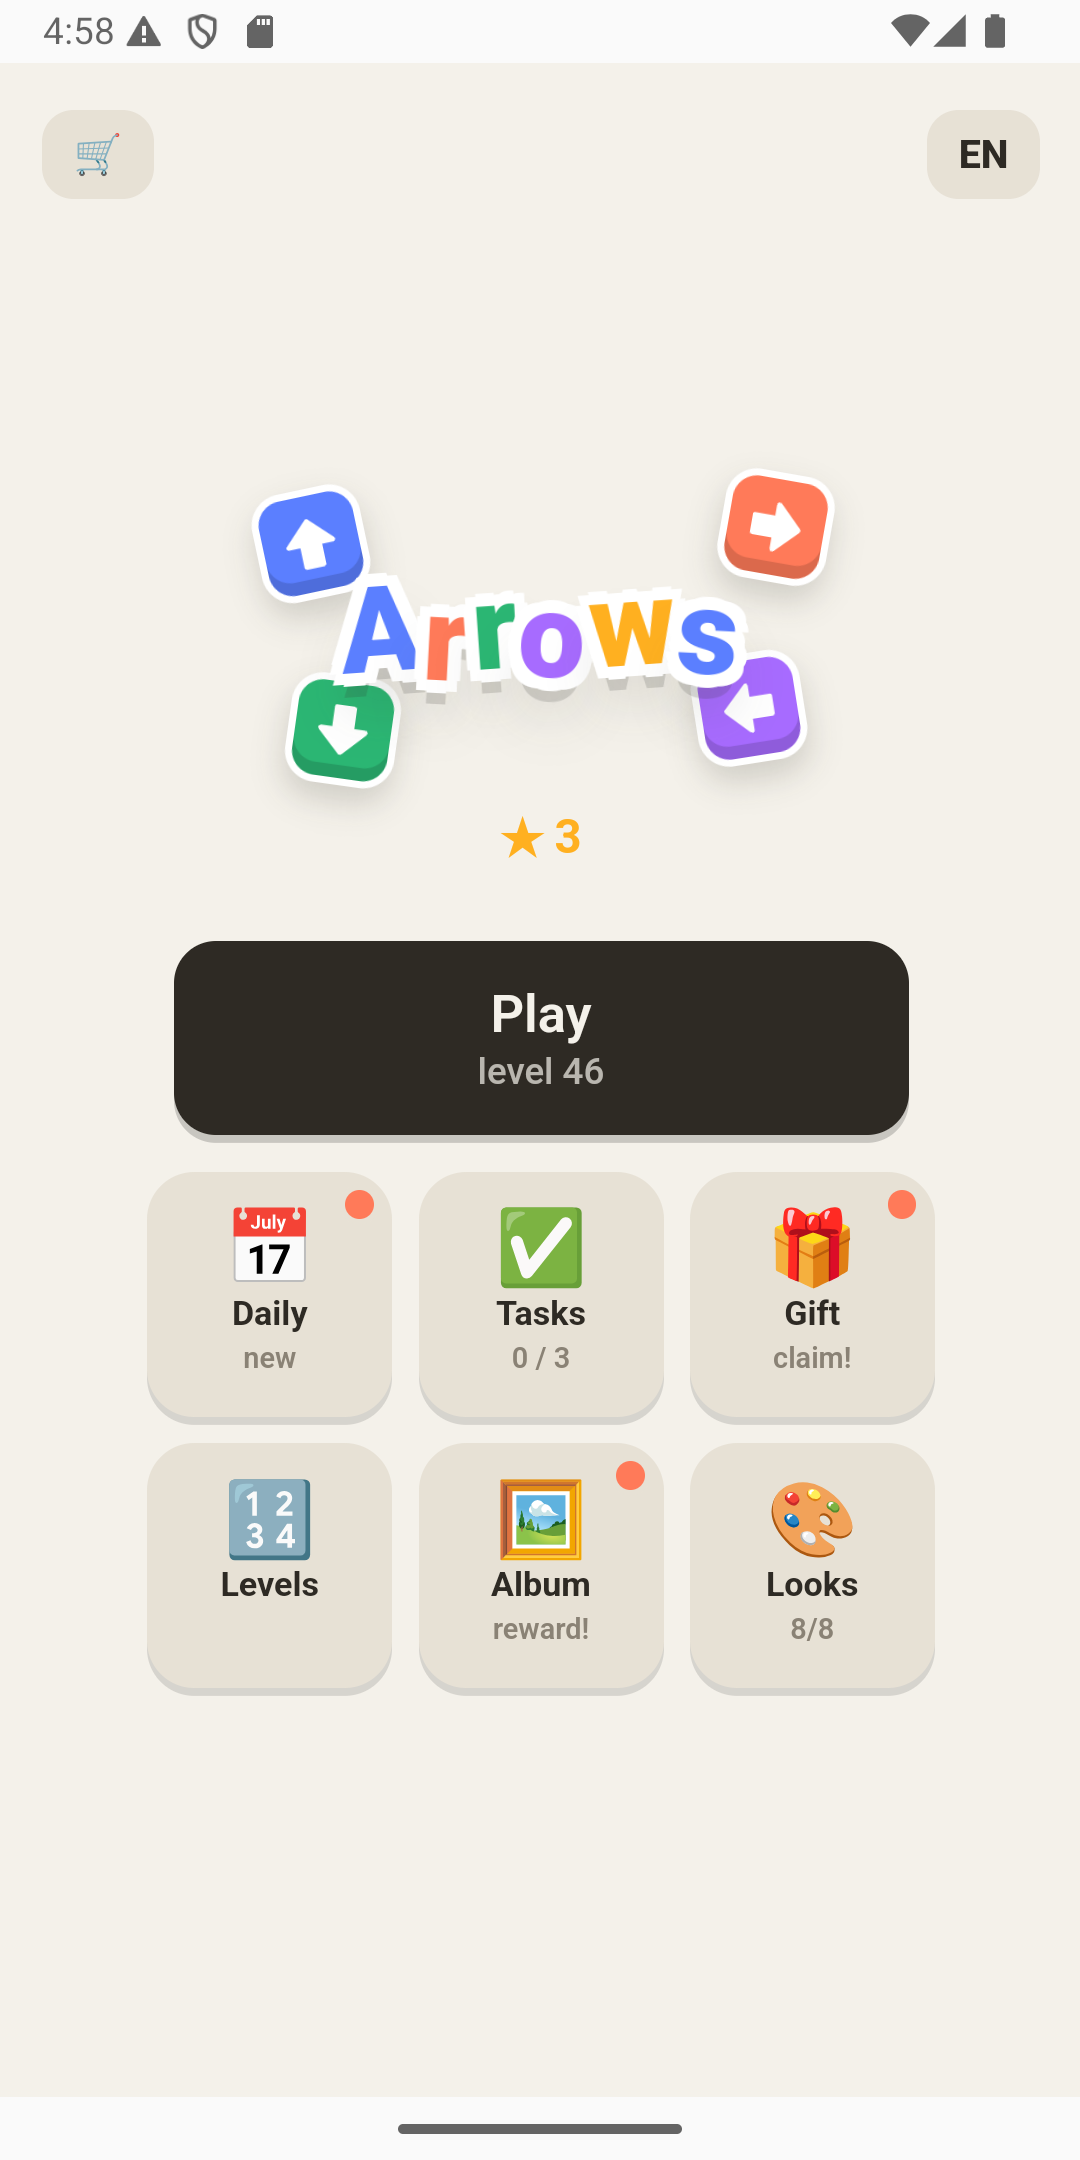 4:58
EN
Arrows
★ 3
Play
level 46
July
17
Daily
new
Tasks
0 / 3
Gift
claim!
1 2
3 4
Levels
Album
reward!
Looks
8/8